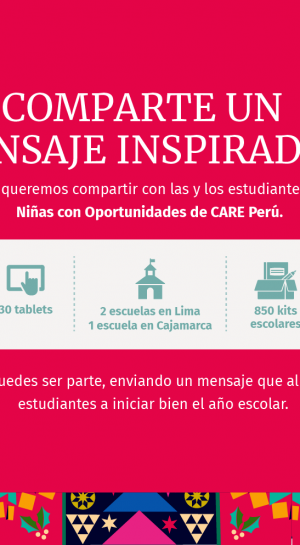 COMPARTE UN
NSAJE INSPIRAD
queremos compartir con las y los estudiante
Niñas con Oportunidades de CARE Perú.
30 tablets
2 escuelas en Lima
1 escuela en Cajamarca
850 kits
escolares
uedes ser parte, enviando un mensaje que al
estudiantes a iniciar bien el año escolar.